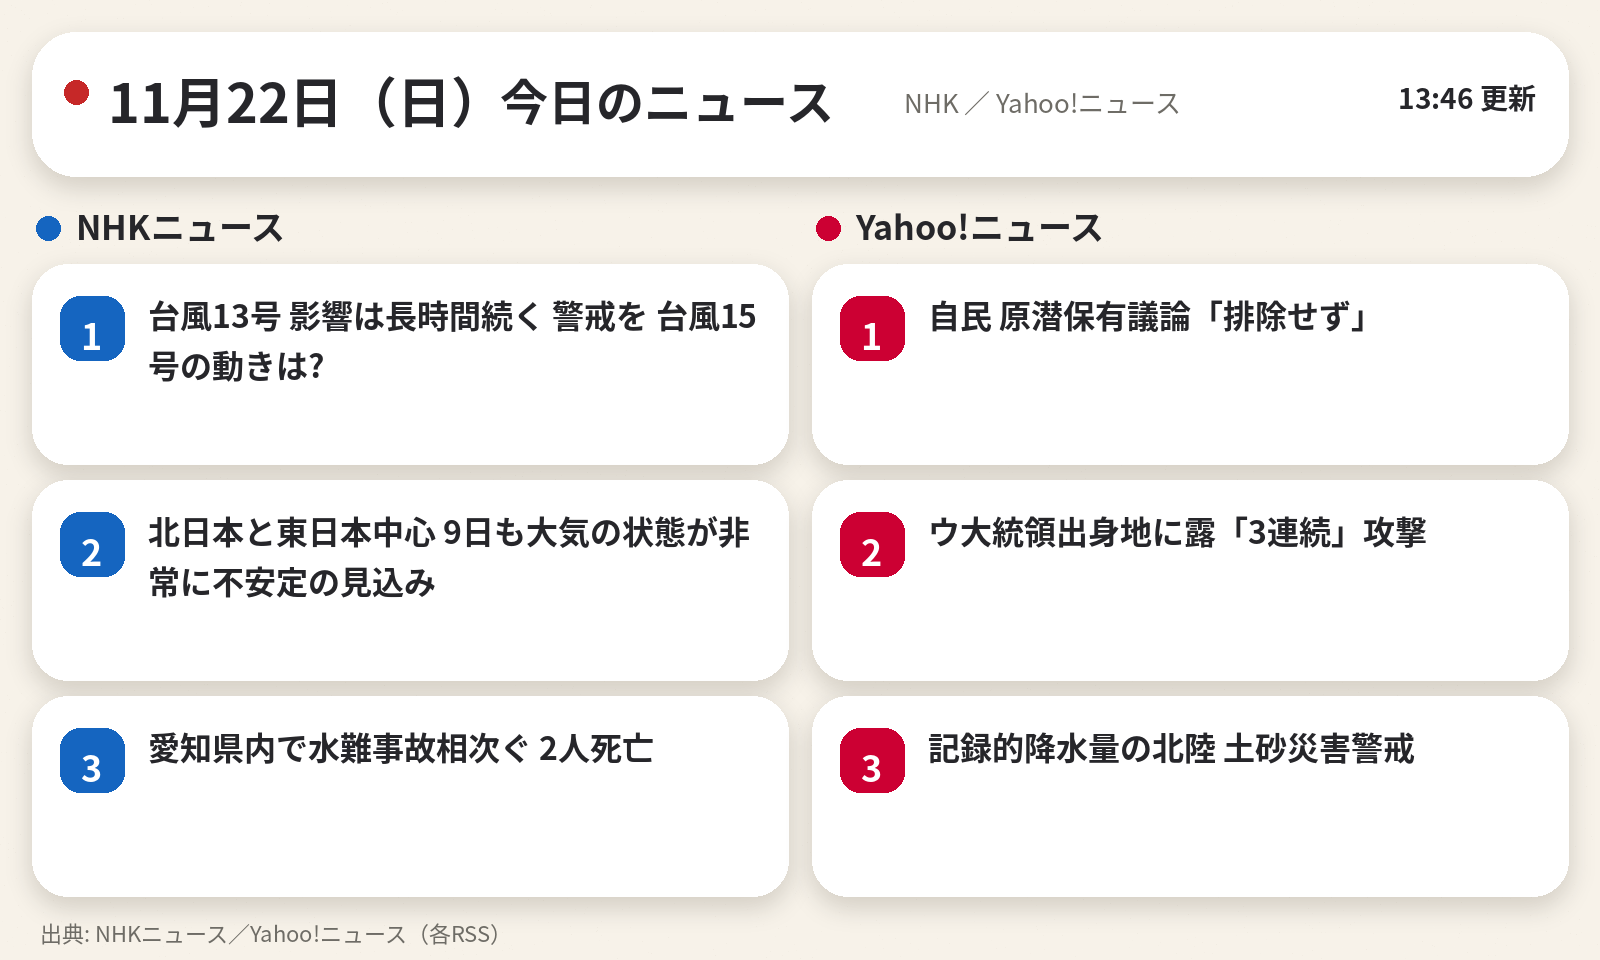 11月22日（日）今日のニュース
NHK ／ Yahoo!ニュース
13:46 更新
NHKニュース
1
台風13号 影響は長時間続く 警戒を 台風15
号の動きは?
2
北日本と東日本中心 9日も大気の状態が非
常に不安定の見込み
3
愛知県内で水難事故相次ぐ 2人死亡
Yahoo!ニュース
1
自民 原潜保有議論「排除せず」
2
ウ大統領出身地に露「3連続」攻撃
3
記録的降水量の北陸 土砂災害警戒
出典: NHKニュース／Yahoo!ニュース（各RSS）